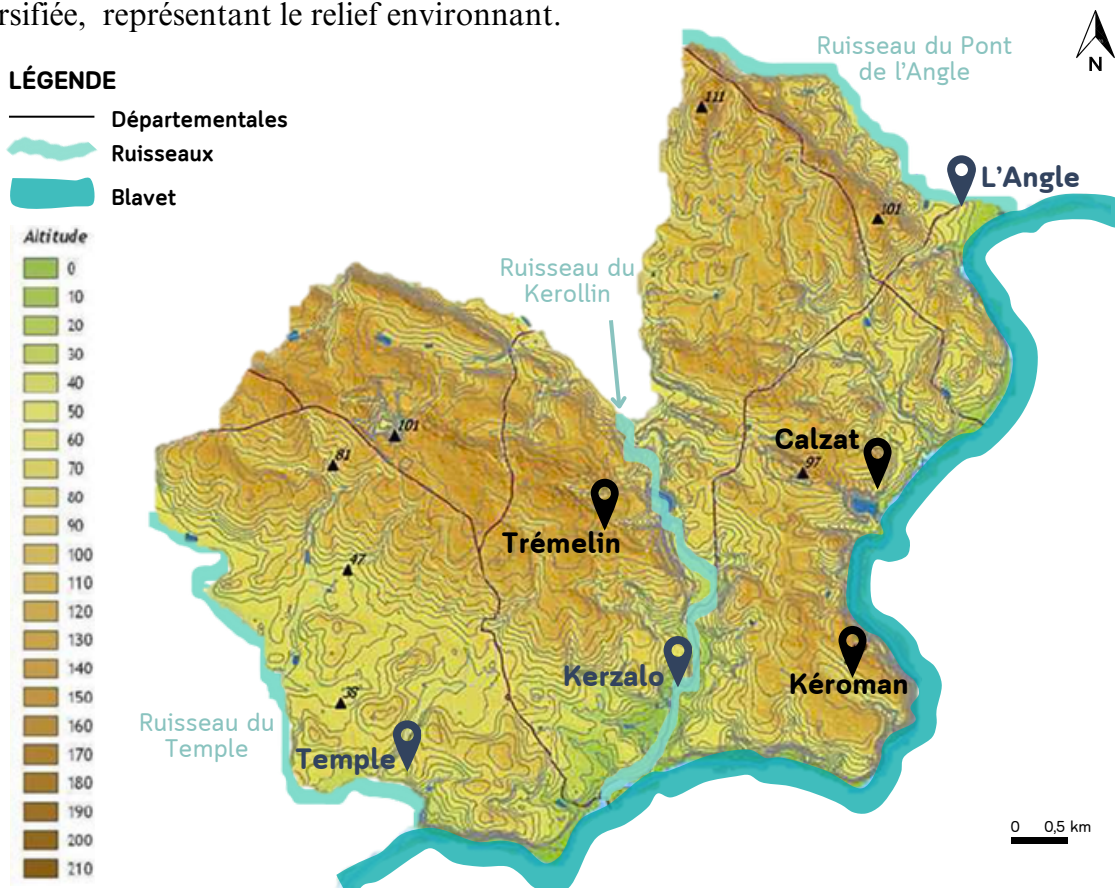 rsifiée, représentant le relief environnant.
N
LÉGENDE
Départementales
Ruisseaux
Blavet
Altitude
0
10
20
30
40
50
60
70
80
90
100
110
120
130
140
150
160
170
180
190
200
210
Ruisseau du Pont
de l'Angle
111
L'Angle
101
Ruisseau du
Kerollin
101
81
Calzat
97
Trémelin
47
Kerzalo
Kéroman
38
Ruisseau du
Temple
Temple
0 0,5 km